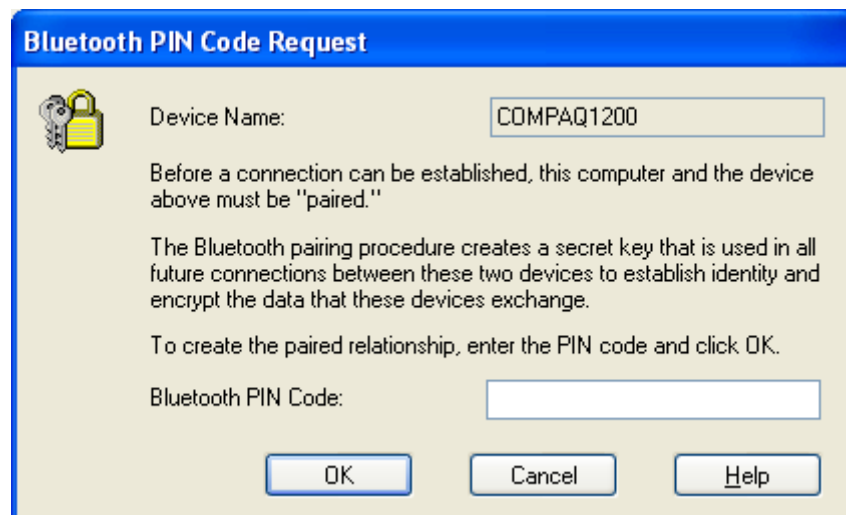 Bluetooth PIN Code Request
Device Name: COMPAQ1200
Before a connection can be established, this computer and the device
above must be "paired."
The Bluetooth pairing procedure creates a secret key that is used in all
future connections between these two devices to establish identity and
encrypt the data that these devices exchange.
To create the paired relationship, enter the PIN code and click OK.
Bluetooth PIN Code:
OK Cancel Help